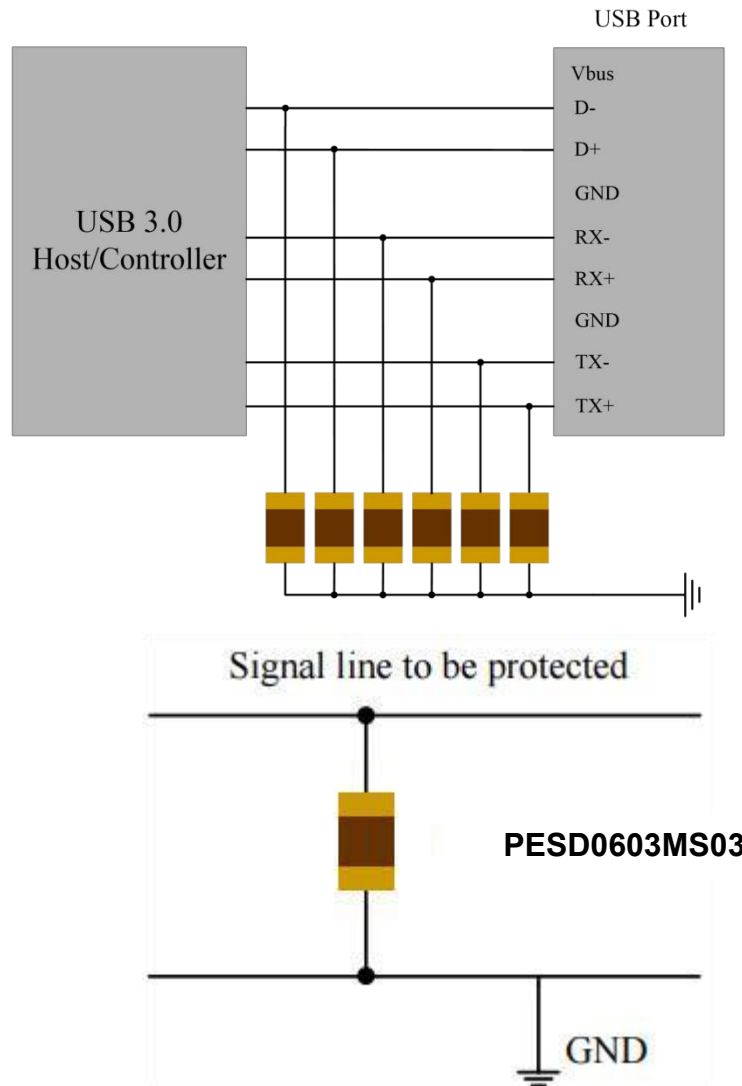 USB Port
Vbus
D-
D+
GND
USB 3.0
Host/Controller
RX-
RX+
GND
TX-
TX+
Signal line to be protected
PESD0603MS03
GND